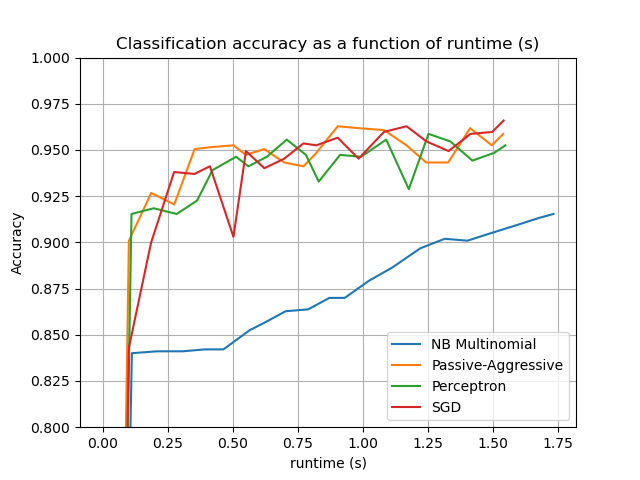 Classification accuracy as a function of runtime (s)
1.000
0.975
0.950
0.925
0.900
0.875
0.850
0.825
0.800
Accuracy
NB Multinomial
Passive-Aggressive
Perceptron
SGD
0.00 0.25 0.50 0.75 1.00 1.25 1.50 1.75
runtime (s)